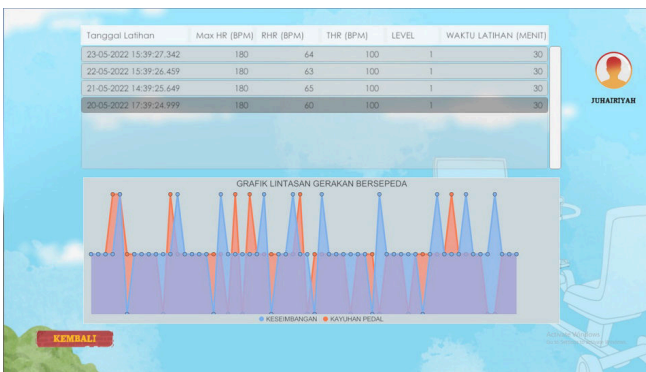 Tanggal Latihan Max HR (BPM) RHR (BPM) THR (BPM) LEVEL WAKTU LATIHAN (MENIT)
23-05-2022 15:39:27.342 180 64 100 1 30
22-05-2022 15:39:26.459 180 63 100 1 30
21-05-2022 14:39:25.649 180 65 100 1 30
20-05-2022 17:39:24.999 180 60 100 1 30
JUHAIRIYAH
GRAFIK LINTASAN GERAKAN BERSEPEDA
KESEIMBANGAN KAYUHAN PEDAL
KEMBALI
Activate Windows